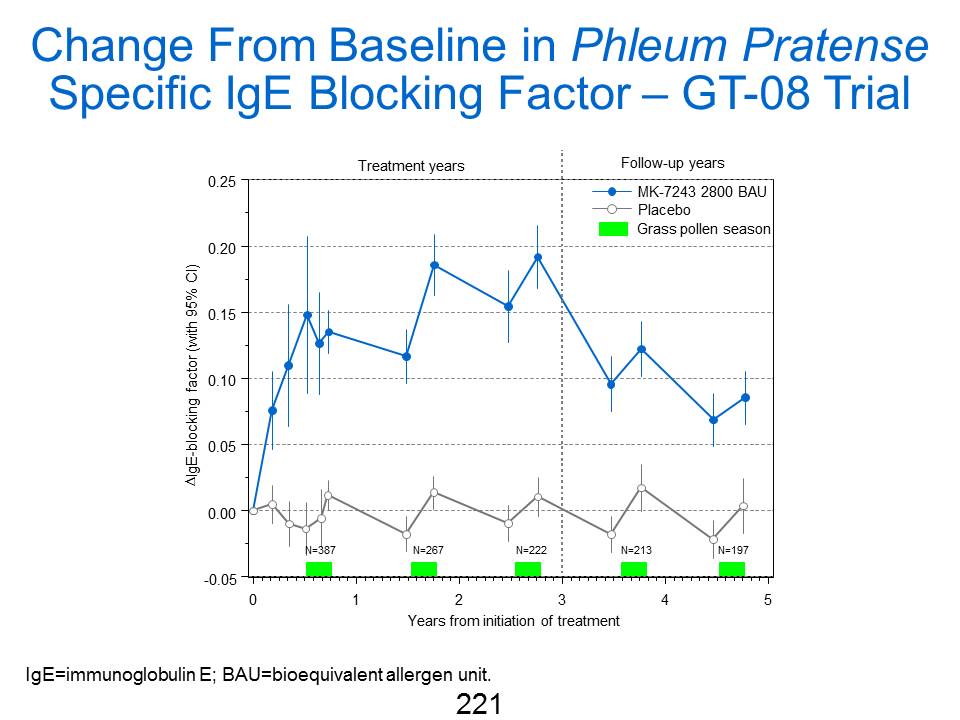 Change From Baseline in Phleum Pratense
Specific IgE Blocking Factor – GT-08 Trial
Treatment years
Follow-up years
MK-7243 2800 BAU
Placebo
Grass pollen season
ΔIgE-blocking factor (with 95% CI)
0.25
0.20
0.15
0.10
0.05
0.00
-0.05
N=387
N=267
N=222
N=213
N=197
0
1
2
3
4
5
Years from initiation of treatment
IgE=immunoglobulin E; BAU=bioequivalent allergen unit.
221